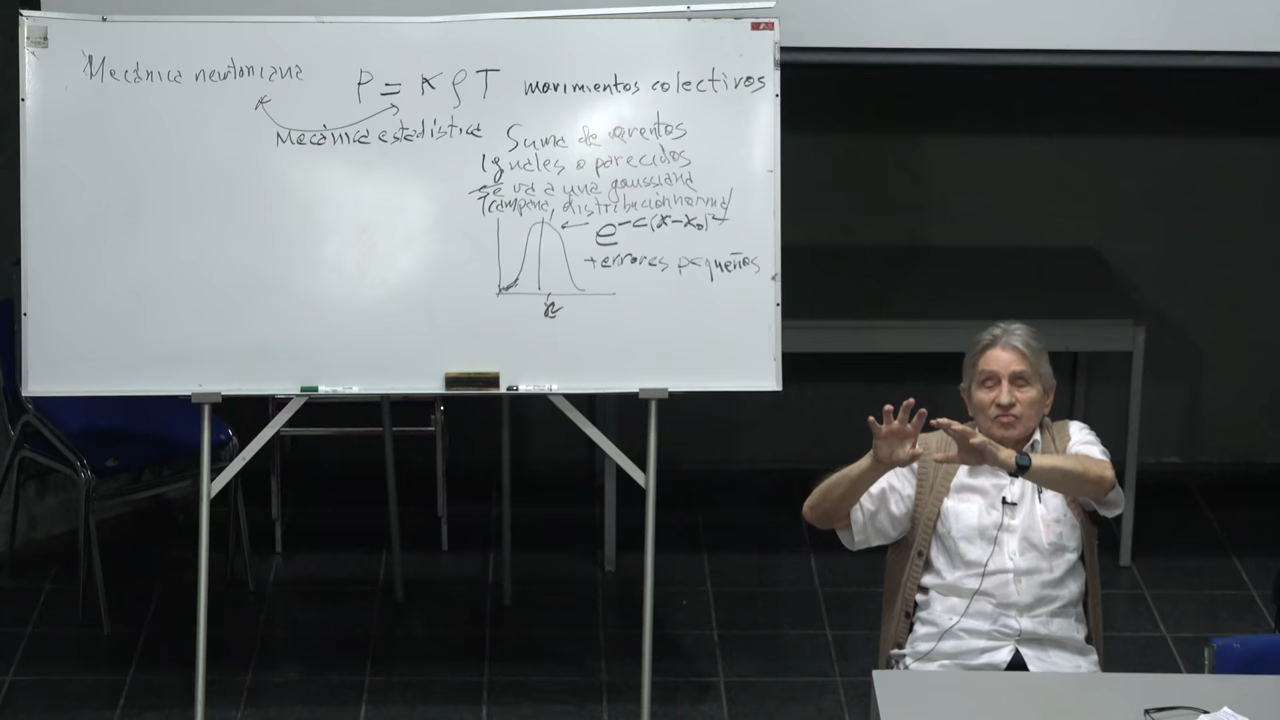 Mecánica newtoniana
P = K ρ T movimientos colectivos
Mecánica estadística
Suma de eventos
iguales o parecidos
se va a una gaussiana
(campana, distribución normal)
e^-c(x-x₀)²
+ errores pequeños